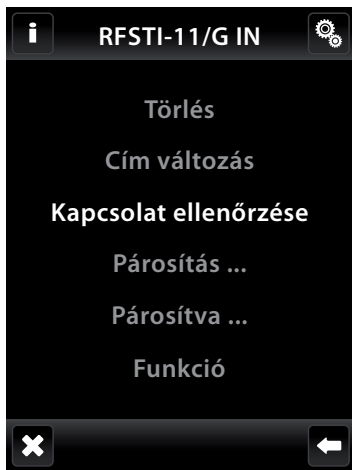 RFSTI-11/G IN
Törlés
Cím változás
Kapcsolat ellenőrzése
Párosítás ...
Párosítva ...
Funkció